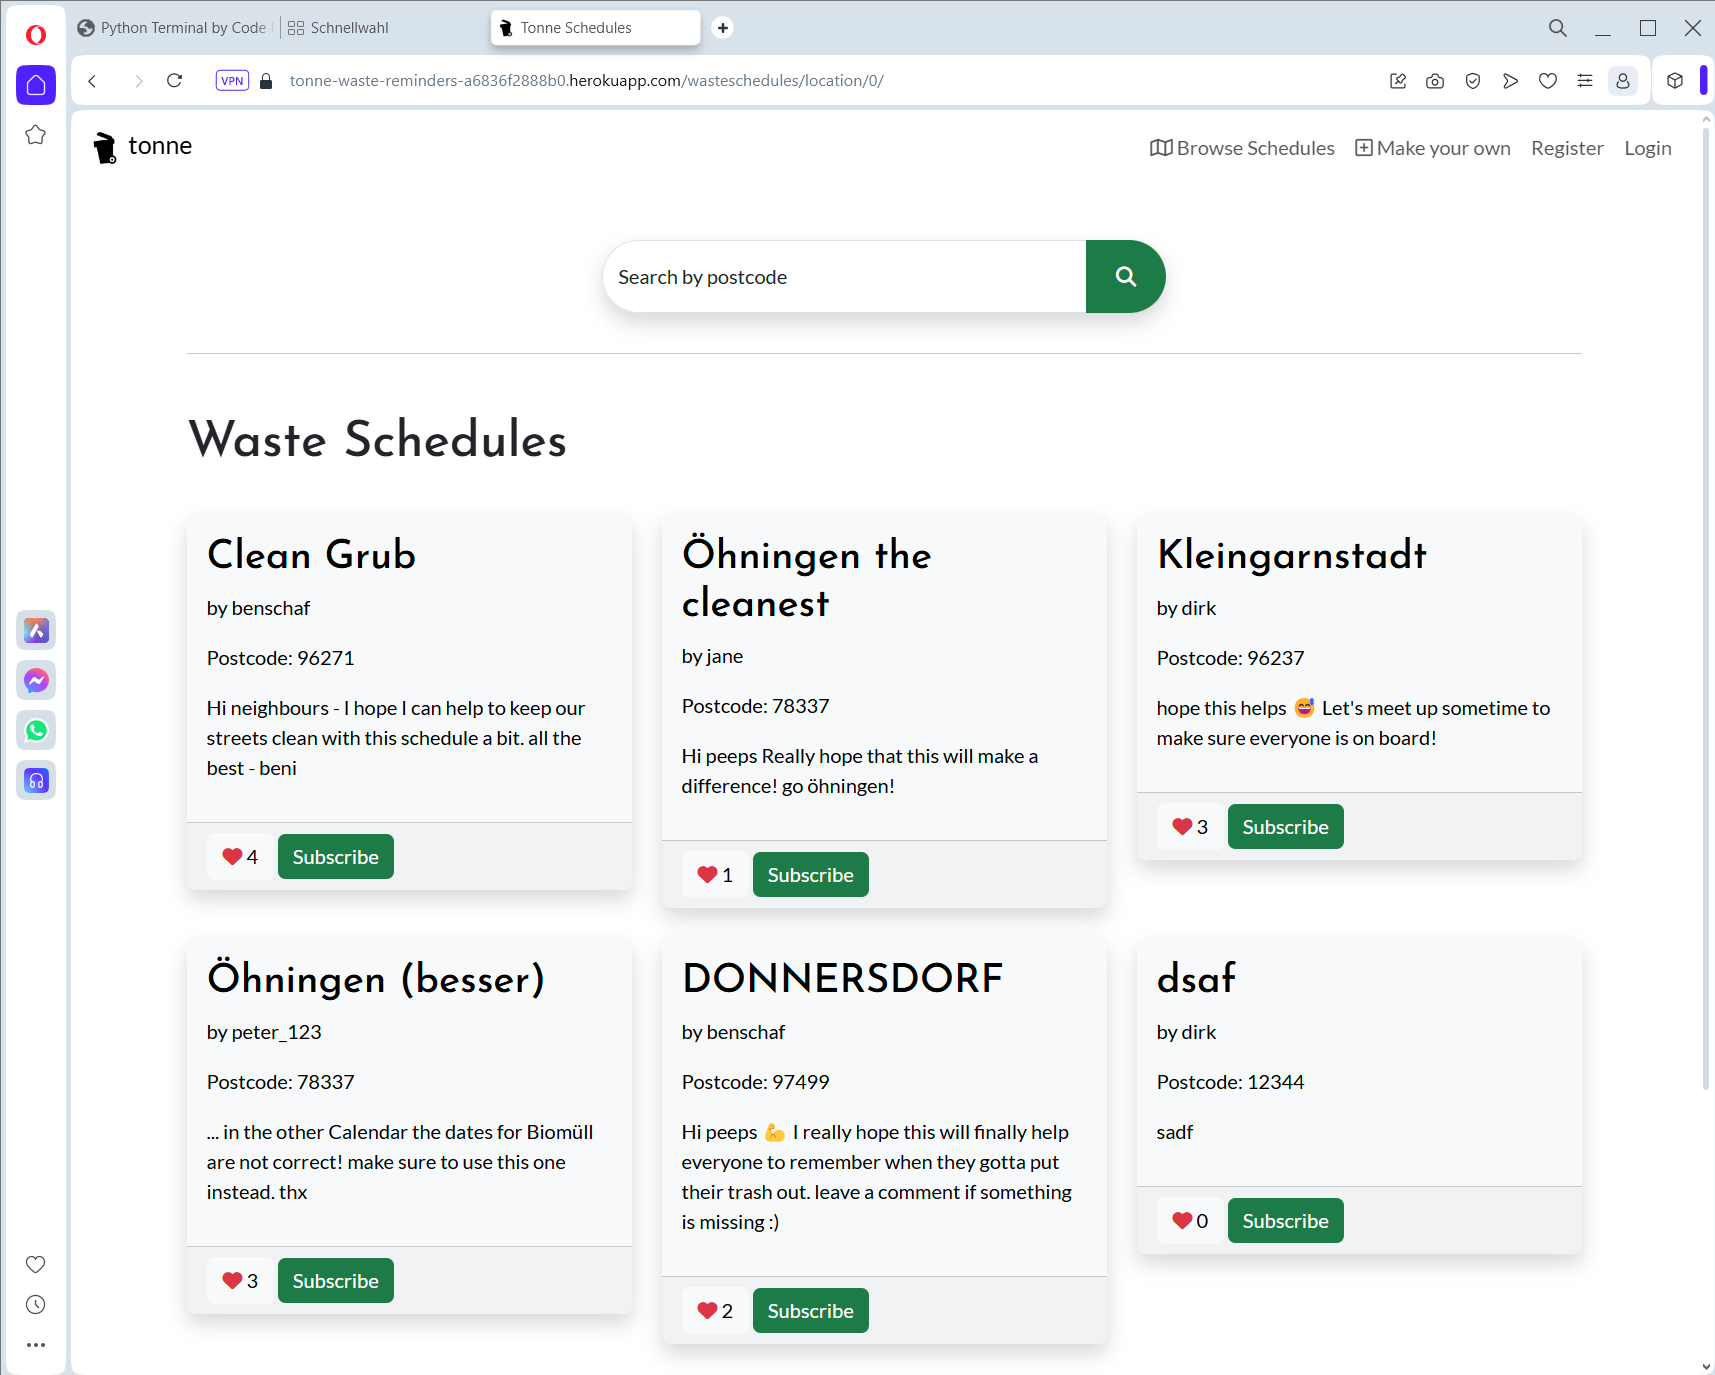 Python Terminal by Code
Schnellwahl
Tonne Schedules
VPN
tonne-waste-reminders-a6836f2888b0.herokuapp.com/wasteschedules/location/0/
tonne
Browse Schedules
Make your own
Register
Login
Search by postcode
Waste Schedules
Clean Grub
by benschaf
Postcode: 96271
Hi neighbours - I hope I can help to keep our
streets clean with this schedule a bit. all the
best - beni
4
Subscribe
Öhningen the
cleanest
by jane
Postcode: 78337
Hi peeps Really hope that this will make a
difference! go öhningen!
1
Subscribe
Kleingarnstadt
by dirk
Postcode: 96237
hope this helps 😅 Let's meet up sometime to
make sure everyone is on board!
3
Subscribe
Öhningen (besser)
by peter_123
Postcode: 78337
... in the other Calendar the dates for Biomüll
are not correct! make sure to use this one
instead. thx
3
Subscribe
DONNERSDORF
by benschaf
Postcode: 97499
Hi peeps 💪 I really hope this will finally help
everyone to remember when they gotta put
their trash out. leave a comment if something
is missing :)
2
Subscribe
dsaf
by dirk
Postcode: 12344
sadf
0
Subscribe